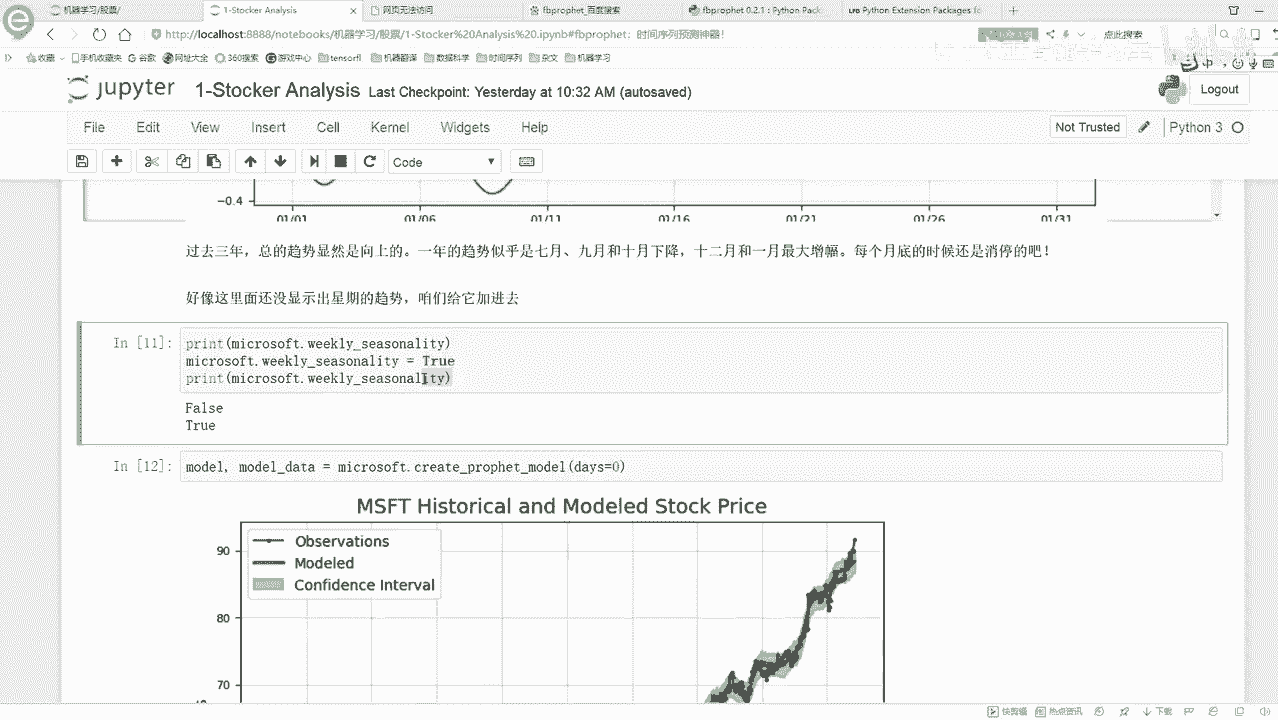 机器学习/股票/
1-Stocker Analysis
网页无法访问
fbprophet_百度搜索
fbprophet 0.2.1 : Python Pack
Python Extension Packages fo
http://localhost:8888/notebooks/机器学习/股票/1-Stocker%20Analysis%20.ipynb#fbprophet：时间序列预测神器!
点此搜索
收藏
手机收藏夹
谷歌
网址大全
360搜索
游戏中心
tensorfl
机器翻译
数据科学
时间序列
杂文
机器学习
jupyter
1-Stocker Analysis Last Checkpoint: Yesterday at 10:32 AM (autosaved)
Logout
File Edit View Insert Cell Kernel Widgets Help
Not Trusted
Python 3
Code
−0.4
01/01 01/06 01/11 01/16 01/21 01/26 01/31
过去三年，总的趋势显然是向上的。一年的趋势似乎是七月、九月和十月下降，十二月和一月最大增幅。每个月底的时候还是消停的吧！
好像这里面还没显示出星期的趋势，咱们给它加进去
In [11]:
print(microsoft.weekly_seasonality)
microsoft.weekly_seasonality = True
print(microsoft.weekly_seasonality)
False
True
In [12]:
model, model_data = microsoft.create_prophet_model(days=0)
MSFT Historical and Modeled Stock Price
Observations
Modeled
Confidence Interval
90
80
70
快剪辑
热点资讯
下载